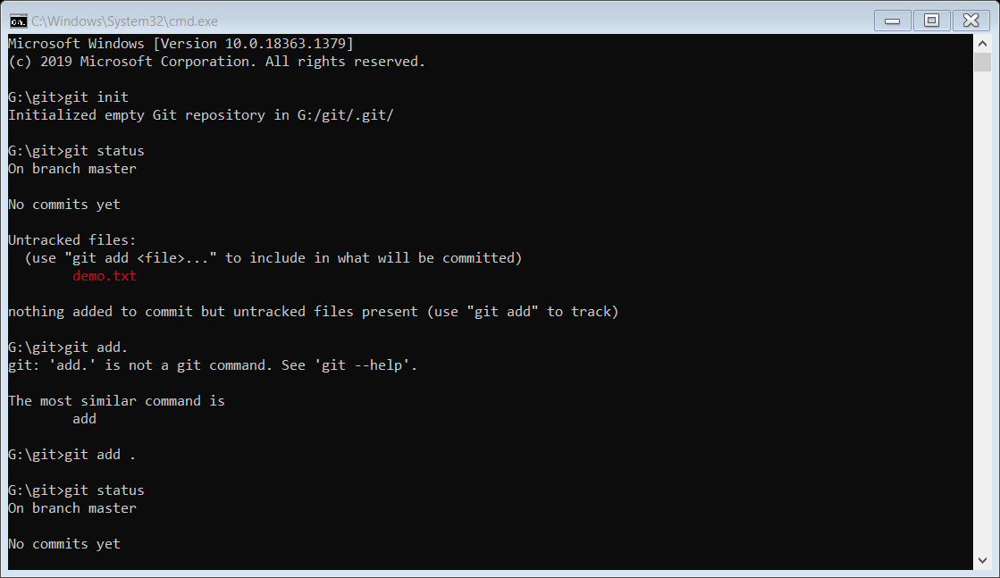 C:\Windows\System32\cmd.exe
Microsoft Windows [Version 10.0.18363.1379]
(c) 2019 Microsoft Corporation. All rights reserved.
G:\git>git init
Initialized empty Git repository in G:/git/.git/
G:\git>git status
On branch master
No commits yet
Untracked files:
  (use "git add <file>..." to include in what will be committed)
        demo.txt
nothing added to commit but untracked files present (use "git add" to track)
G:\git>git add.
git: 'add.' is not a git command. See 'git --help'.
The most similar command is
        add
G:\git>git add .
G:\git>git status
On branch master
No commits yet